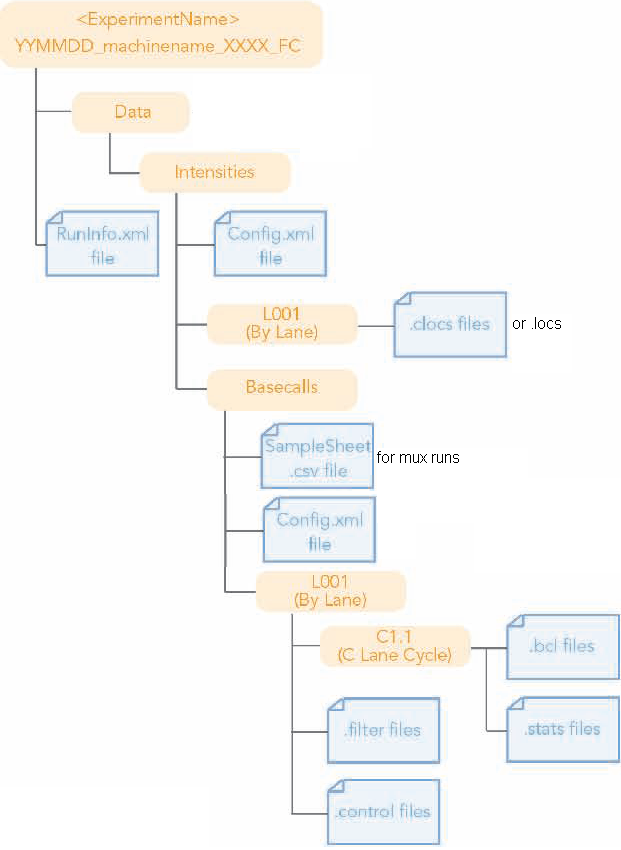 <ExperimentName>
YYMMDD_machinename_XXXX_FC
Data
Intensities
RunInfo.xml
file
Config.xml
file
L001
(By Lane)
.clocs files
or .locs
Basecalls
SampleSheet
.csv file
for mux runs
Config.xml
file
L001
(By Lane)
C1.1
(C Lane Cycle)
.bcl files
.filter files
.stats files
.control files